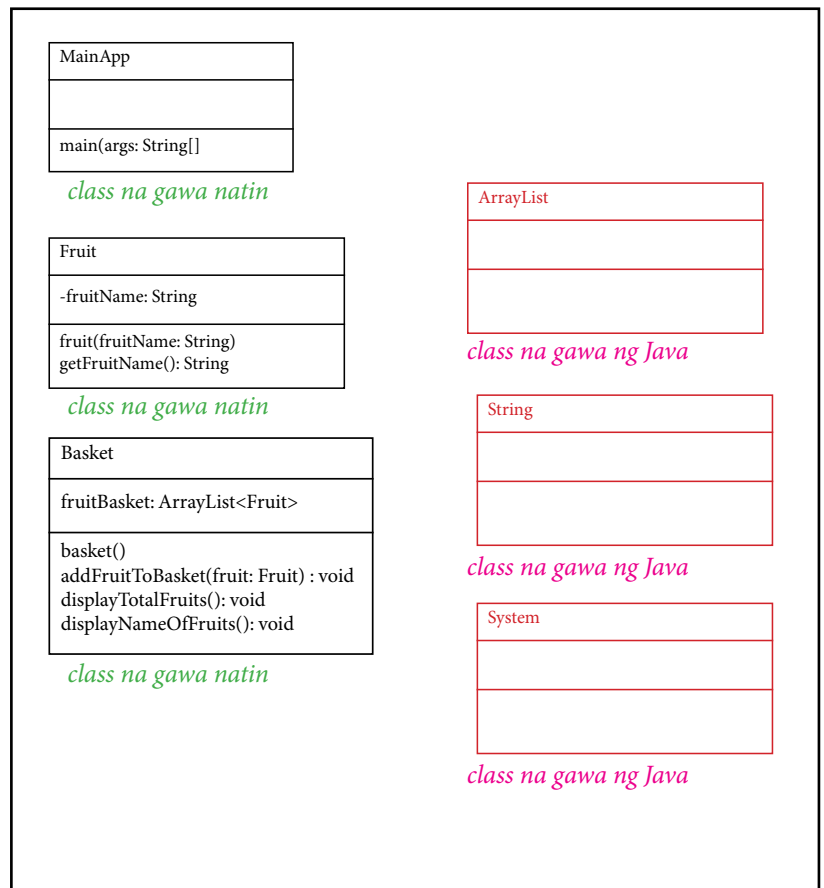 MainApp
main(args: String[]
class na gawa natin
Fruit
-fruitName: String
fruit(fruitName: String)
getFruitName(): String
class na gawa natin
Basket
fruitBasket: ArrayList<Fruit>
basket()
addFruitToBasket(fruit: Fruit) : void
displayTotalFruits(): void
displayNameOfFruits(): void
class na gawa natin
ArrayList
class na gawa ng Java
String
class na gawa ng Java
System
class na gawa ng Java